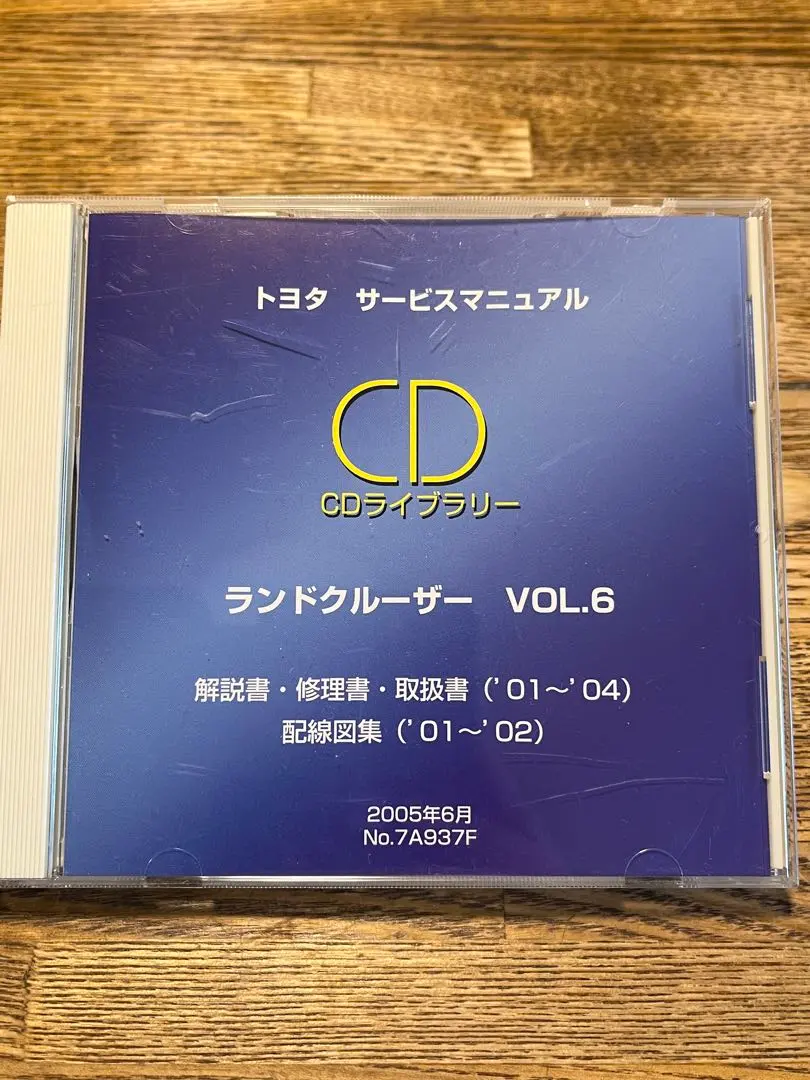 トヨタ　サービスマニュアル
CD
CDライブラリー
ランドクルーザー　VOL.6
解説書・修理書・取扱書（’01～’04）
配線図集（’01～’02）
2005年6月
No.7A937F